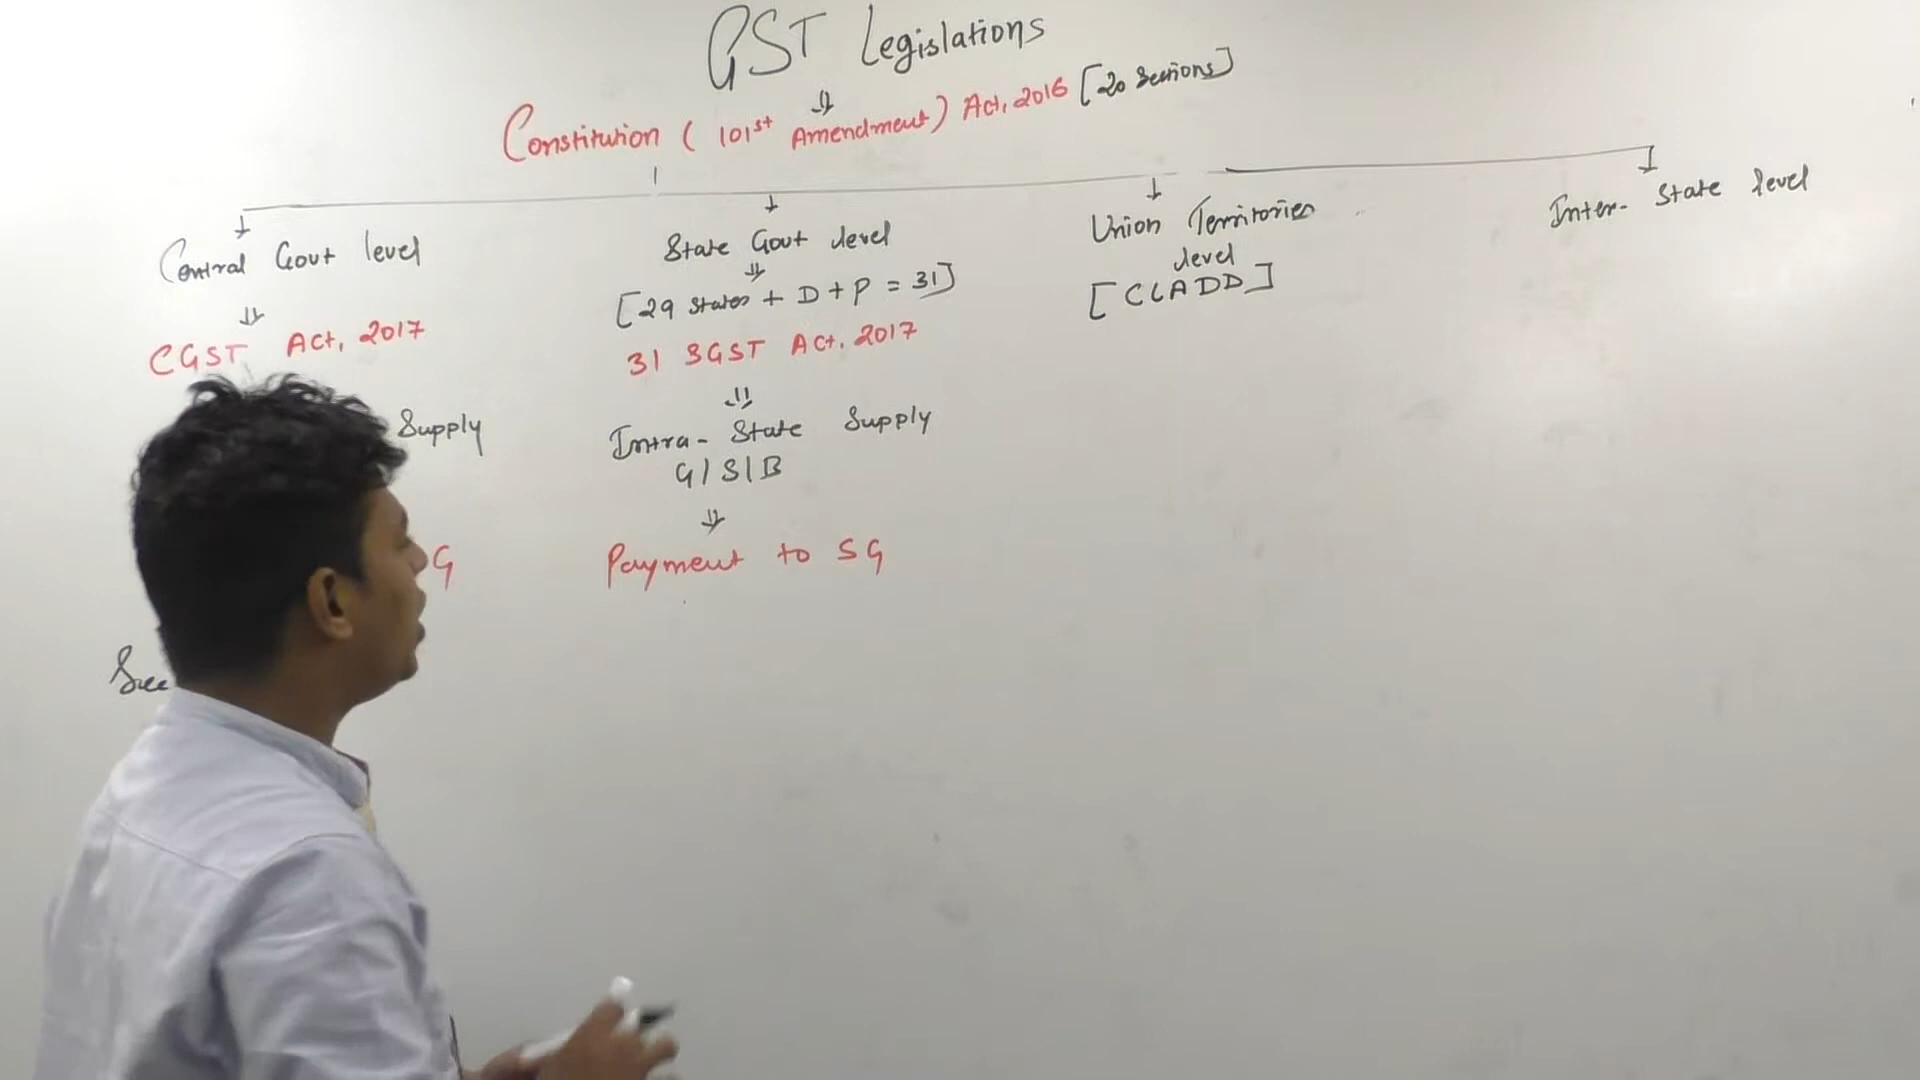 GST Legislations
Constitution (101st Amendment) Act, 2016 [20 Sections]
Central Govt level
CGST Act, 2017
Supply
G
State Govt level
[29 States + D + P = 31]
31 SGST Act, 2017
Intra-State Supply
G/S/B
Payment to SG
Union Territories
level
[CLADD]
Inter-State level